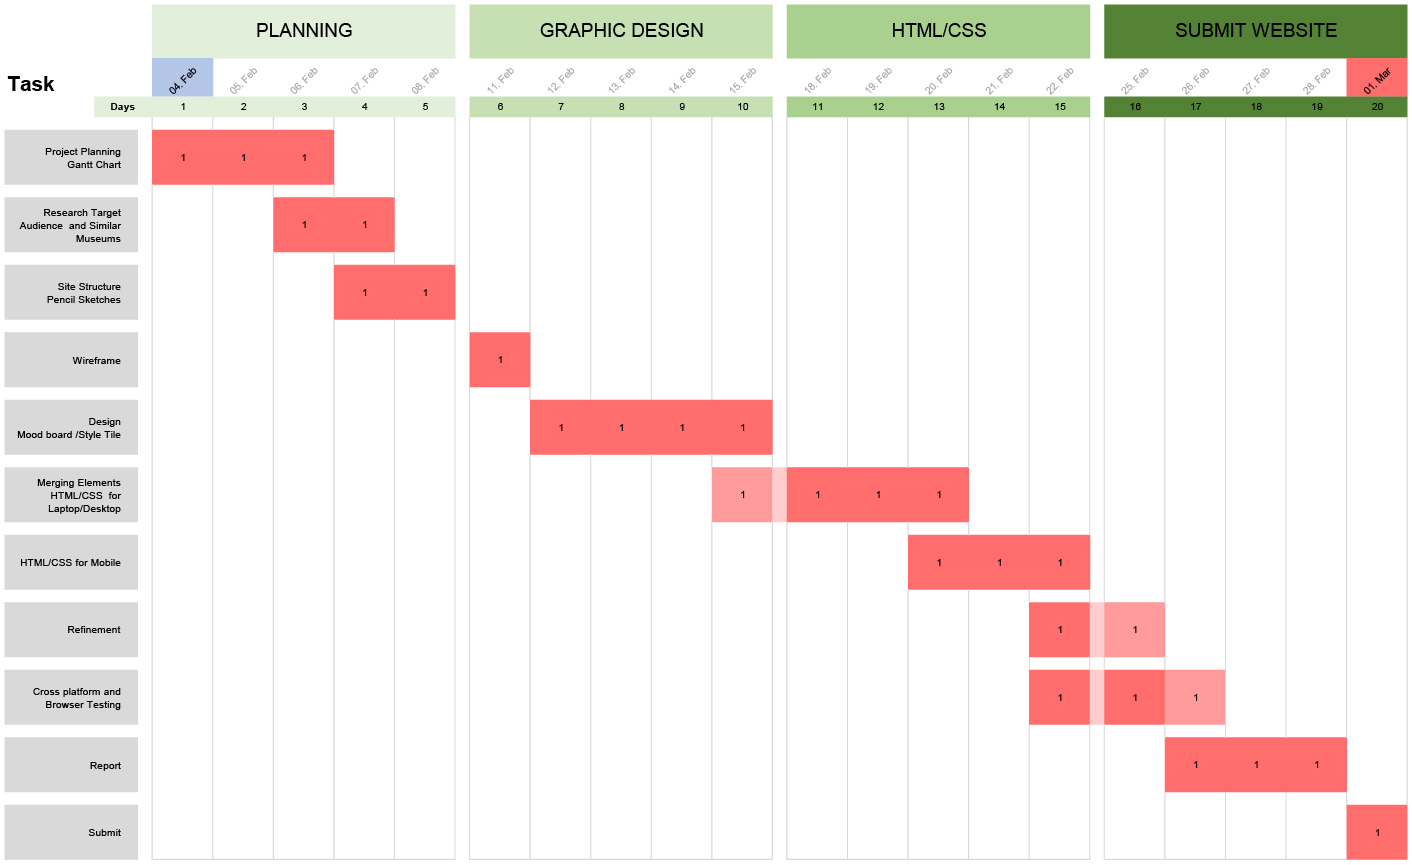 PLANNING GRAPHIC DESIGN HTML/CSS SUBMIT WEBSITE
Task
04. Feb 05. Feb 06. Feb 07. Feb 08. Feb 11. Feb 12. Feb 13. Feb 14. Feb 15. Feb 18. Feb 19. Feb 20. Feb 21. Feb 22. Feb 25. Feb 26. Feb 27. Feb 28. Feb 01. Mar
Days 1 2 3 4 5 6 7 8 9 10 11 12 13 14 15 16 17 18 19 20
Project Planning
Gantt Chart
1 1 1
Research Target
Audience and Similar
Museums
1 1
Site Structure
Pencil Sketches
1 1
Wireframe
1
Design
Mood board /Style Tile
1 1 1 1
Merging Elements
HTML/CSS for
Laptop/Desktop
1 1 1 1
HTML/CSS for Mobile
1 1 1
Refinement
1 1
Cross platform and
Browser Testing
1 1 1
Report
1 1 1
Submit
1